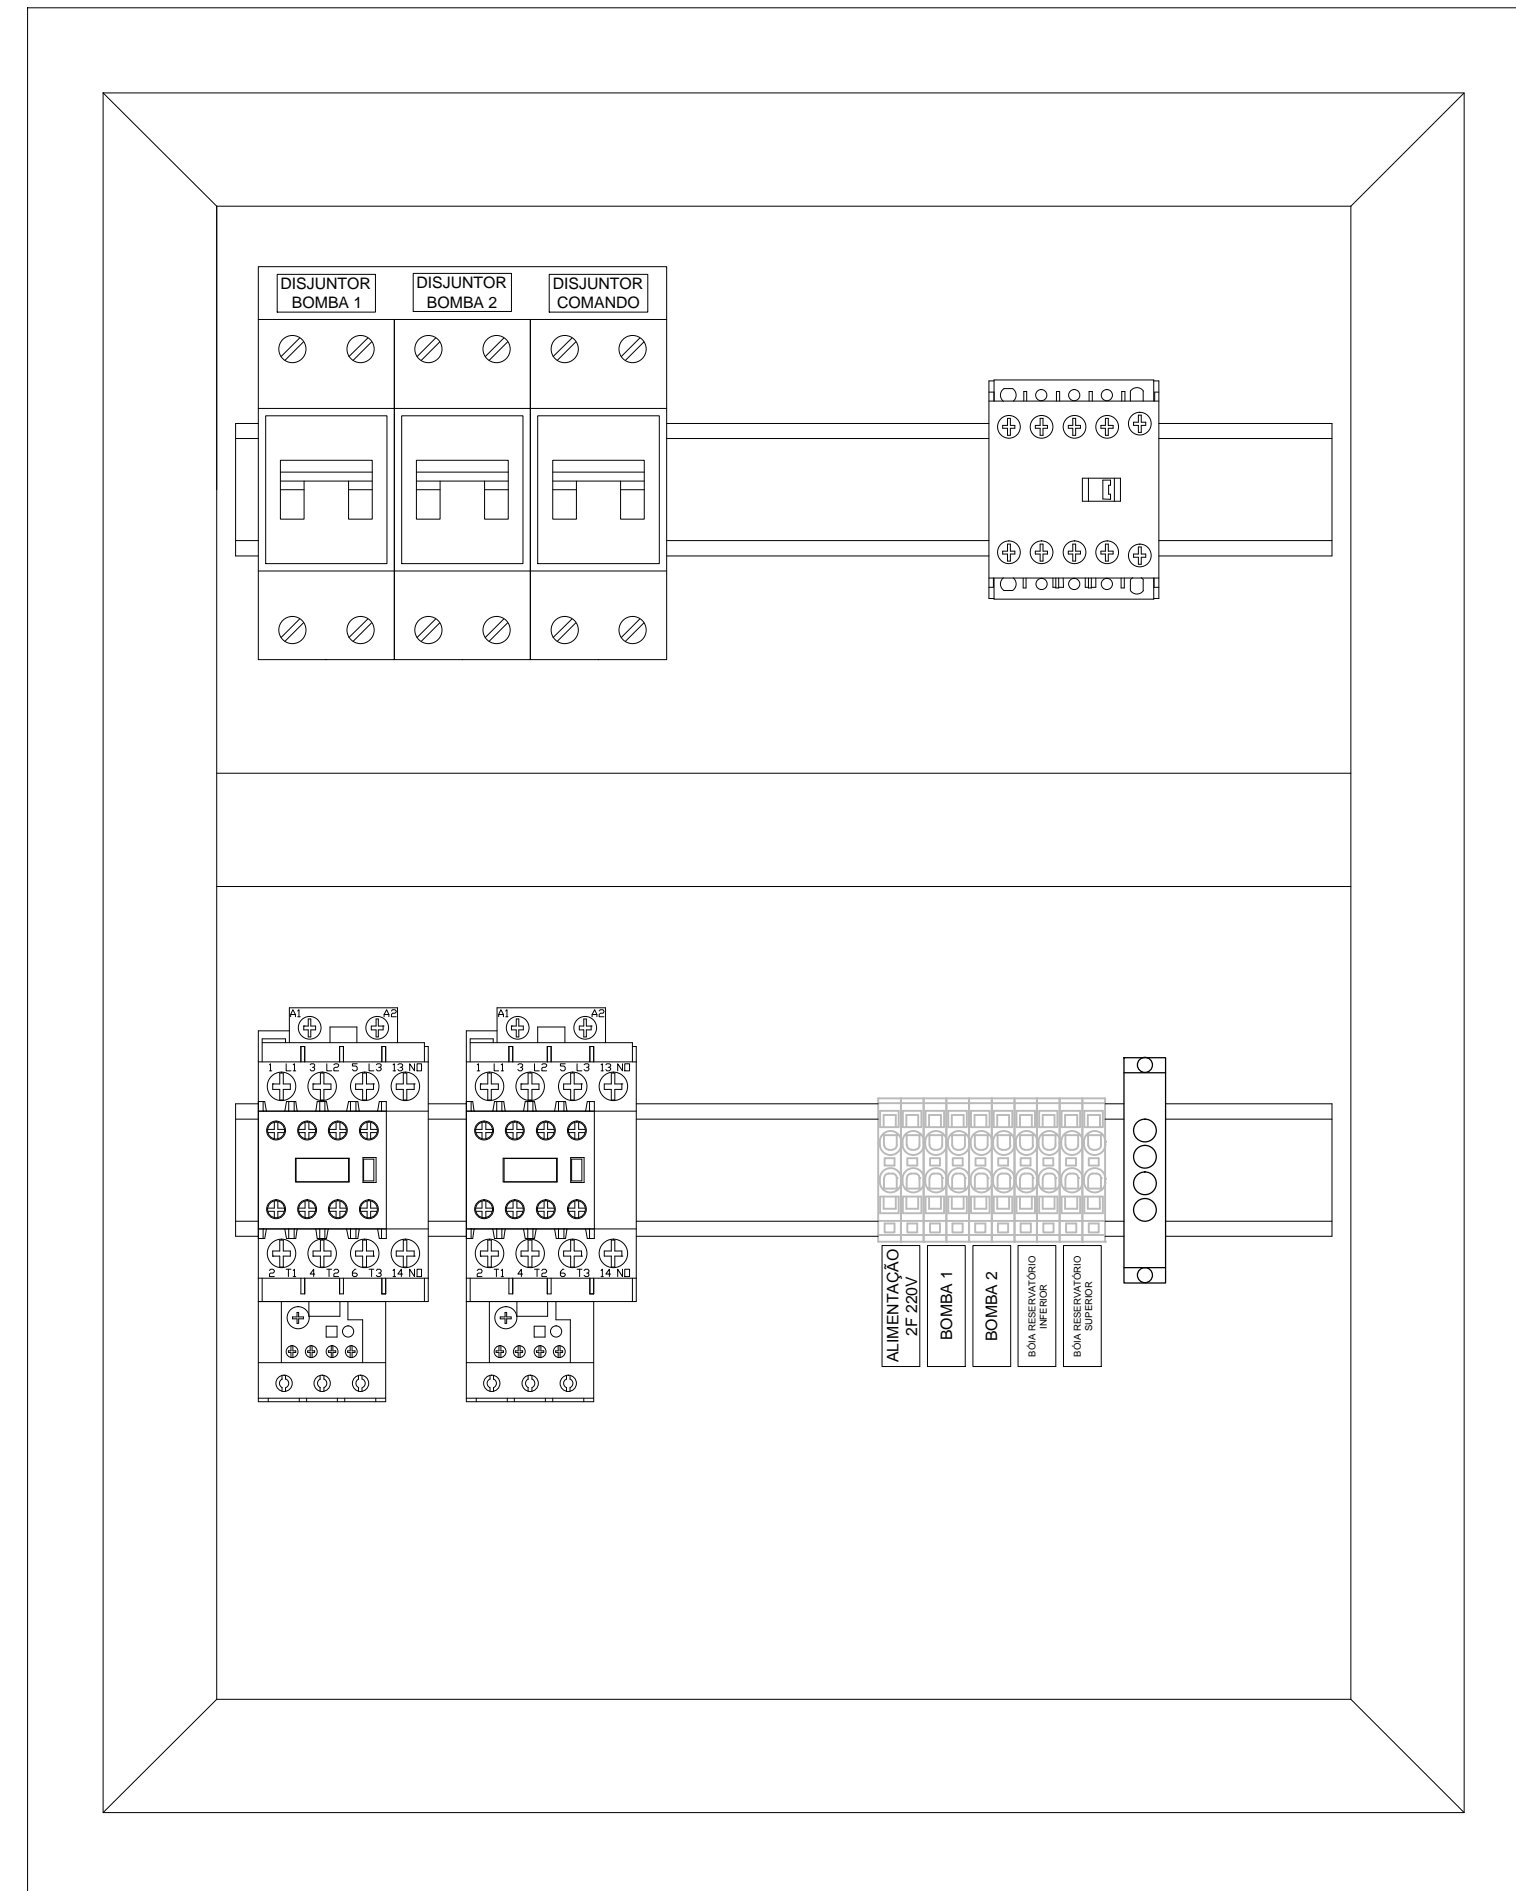 DISJUNTOR
BOMBA 1
DISJUNTOR
BOMBA 2
DISJUNTOR
COMANDO
A1 A2
1 L1 3 L2 5 L3 13 NO
2 T1 4 T2 6 T3 14 NO
A1 A2
1 L1 3 L2 5 L3 13 NO
2 T1 4 T2 6 T3 14 NO
ALIMENTAÇÃO
2F 220V
BOMBA 1
BOMBA 2
BÓIA RESERVATÓRIO
INFERIOR
BÓIA RESERVATÓRIO
SUPERIOR